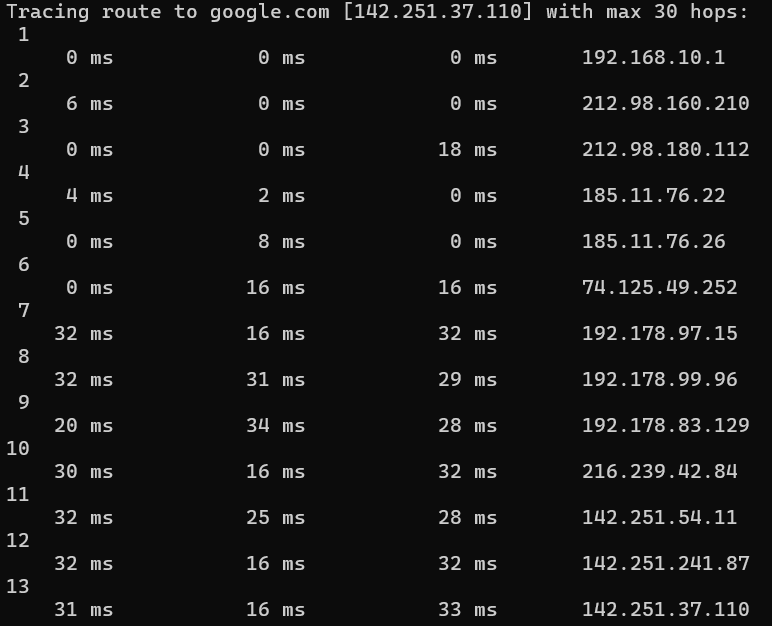 Tracing route to google.com [142.251.37.110] with max 30 hops:
1
0 ms 0 ms 0 ms 192.168.10.1
2
6 ms 0 ms 0 ms 212.98.160.210
3
0 ms 0 ms 18 ms 212.98.180.112
4
4 ms 2 ms 0 ms 185.11.76.22
5
0 ms 8 ms 0 ms 185.11.76.26
6
0 ms 16 ms 16 ms 74.125.49.252
7
32 ms 16 ms 32 ms 192.178.97.15
8
32 ms 31 ms 29 ms 192.178.99.96
9
20 ms 34 ms 28 ms 192.178.83.129
10
30 ms 16 ms 32 ms 216.239.42.84
11
32 ms 25 ms 28 ms 142.251.54.11
12
32 ms 16 ms 32 ms 142.251.241.87
13
31 ms 16 ms 33 ms 142.251.37.110